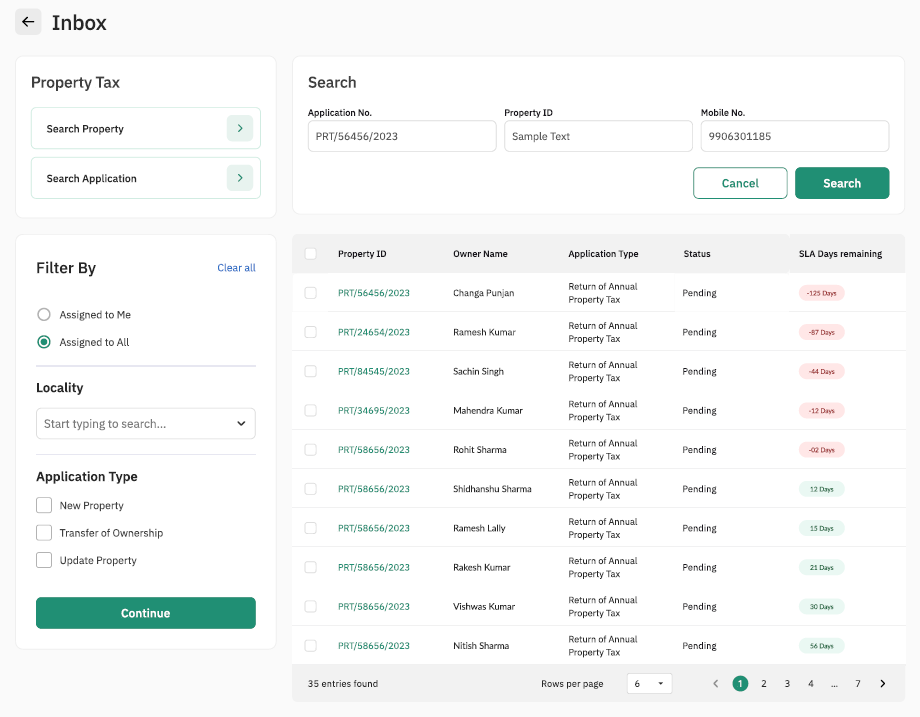 Inbox
Property Tax
Search Property
Search Application
Search
Application No.
Property ID
Mobile No.
PRT/56456/2023
Sample Text
9906301185
Cancel
Search
Filter By
Clear all
Assigned to Me
Assigned to All
Locality
Start typing to search...
Application Type
New Property
Transfer of Ownership
Update Property
Continue
Property ID Owner Name Application Type Status SLA Days remaining
PRT/56456/2023 Changa Punjan Return of Annual Property Tax Pending -125 Days
PRT/24654/2023 Ramesh Kumar Return of Annual Property Tax Pending -87 Days
PRT/84545/2023 Sachin Singh Return of Annual Property Tax Pending -44 Days
PRT/34695/2023 Mahendra Kumar Return of Annual Property Tax Pending -12 Days
PRT/58656/2023 Rohit Sharma Return of Annual Property Tax Pending -02 Days
PRT/58656/2023 Shidhanshu Sharma Return of Annual Property Tax Pending 12 Days
PRT/58656/2023 Ramesh Lally Return of Annual Property Tax Pending 15 Days
PRT/58656/2023 Rakesh Kumar Return of Annual Property Tax Pending 21 Days
PRT/58656/2023 Vishwas Kumar Return of Annual Property Tax Pending 30 Days
PRT/58656/2023 Nitish Sharma Return of Annual Property Tax Pending 56 Days
35 entries found Rows per page 6 1 2 3 4 ... 7